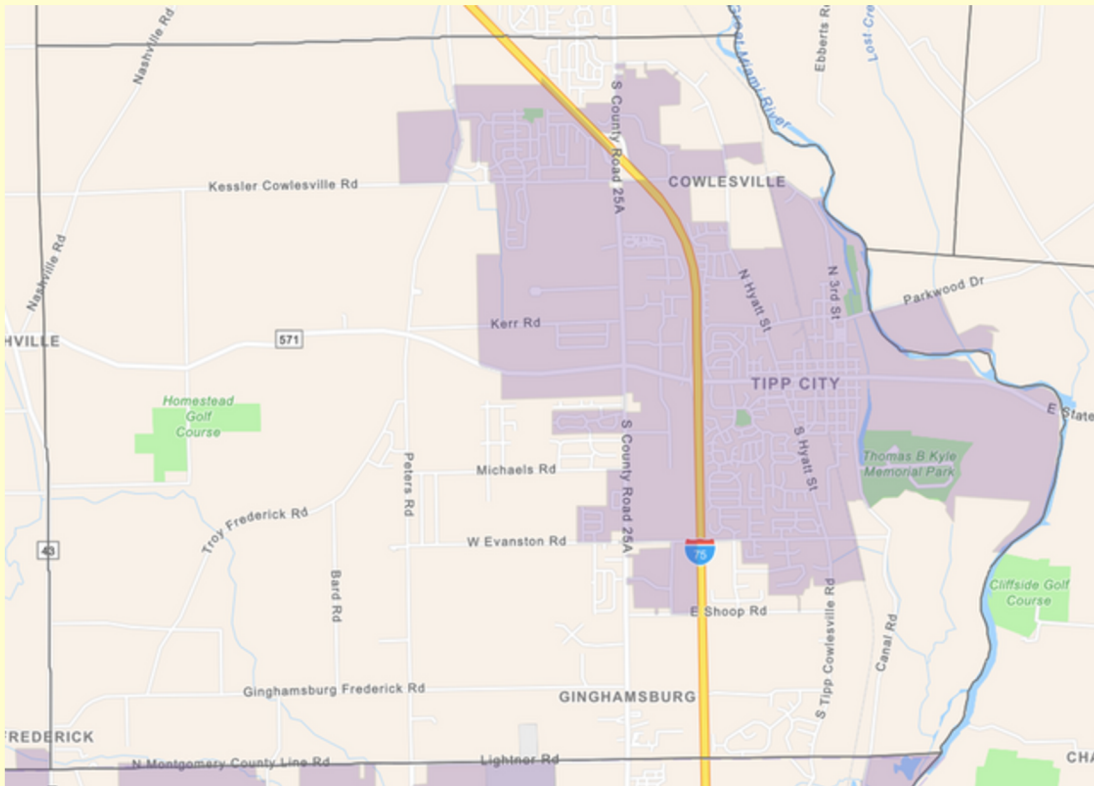 Nashville Rd
Great Miami River
Ebberts R
Lost Cre
S County Road 25A
Kessler Cowlesville Rd
COWLESVILLE
Nashville Rd
N Hyatt St
N 3rd St
Parkwood Dr
Kerr Rd
HVILLE
571
TIPP CITY
E State
Homestead
Golf
Course
S County Road 25A
S Hyatt St
Peters Rd
Michaels Rd
Thomas B Kyle
Memorial Park
Troy Frederick Rd
W Evanston Rd
43
75
Bard Rd
Cliffside Golf
Course
E Shoop Rd
S Tipp Cowlesville Rd
Canal Rd
Ginghamsburg Frederick Rd
GINGHAMSBURG
FREDERICK
N Montgomery County Line Rd
Lightner Rd
CHA